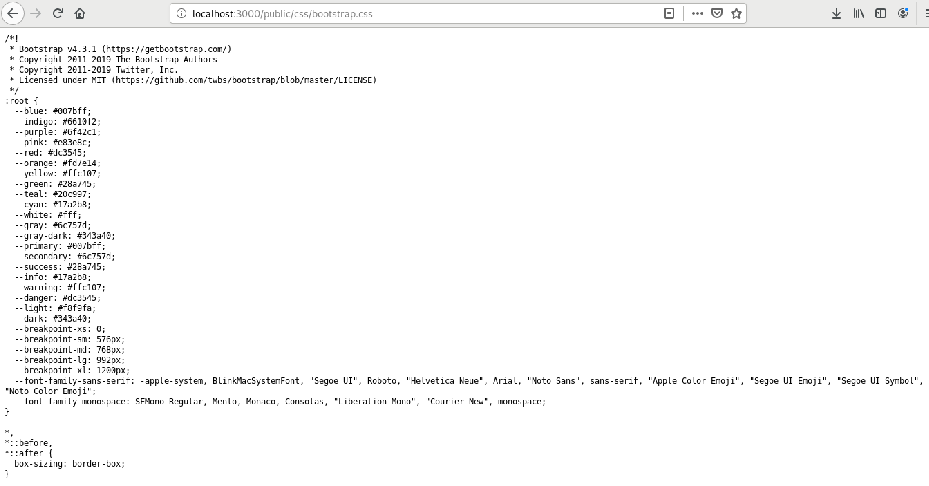 localhost:3000/public/css/bootstrap.css
/*!
 * Bootstrap v4.3.1 (https://getbootstrap.com/)
 * Copyright 2011-2019 The Bootstrap Authors
 * Copyright 2011-2019 Twitter, Inc.
 * Licensed under MIT (https://github.com/twbs/bootstrap/blob/master/LICENSE)
 */
:root {
  --blue: #007bff;
  --indigo: #6610f2;
  --purple: #6f42c1;
  --pink: #e83e8c;
  --red: #dc3545;
  --orange: #fd7e14;
  --yellow: #ffc107;
  --green: #28a745;
  --teal: #20c997;
  --cyan: #17a2b8;
  --white: #fff;
  --gray: #6c757d;
  --gray-dark: #343a40;
  --primary: #007bff;
  --secondary: #6c757d;
  --success: #28a745;
  --info: #17a2b8;
  --warning: #ffc107;
  --danger: #dc3545;
  --light: #f8f9fa;
  --dark: #343a40;
  --breakpoint-xs: 0;
  --breakpoint-sm: 576px;
  --breakpoint-md: 768px;
  --breakpoint-lg: 992px;
  --breakpoint-xl: 1200px;
  --font-family-sans-serif: -apple-system, BlinkMacSystemFont, "Segoe UI", Roboto, "Helvetica Neue", Arial, "Noto Sans", sans-serif, "Apple Color Emoji", "Segoe UI Emoji", "Segoe UI Symbol",
"Noto Color Emoji";
  --font-family-monospace: SFMono-Regular, Menlo, Monaco, Consolas, "Liberation Mono", "Courier New", monospace;
}
*,
*::before,
*::after {
  box-sizing: border-box;
}